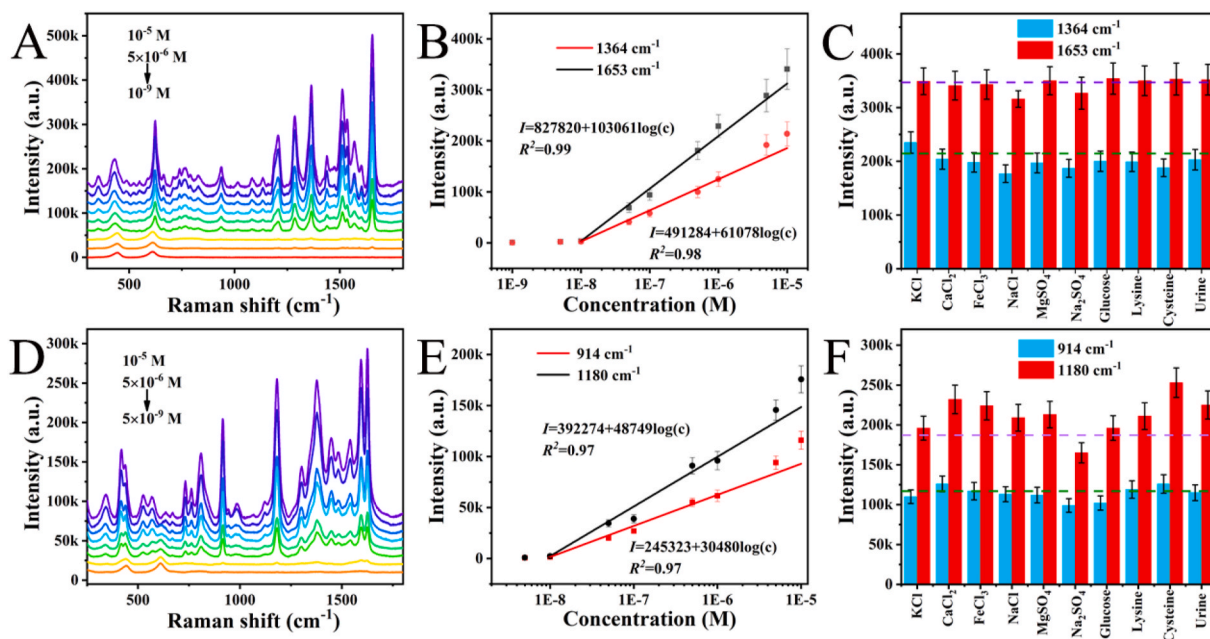 A
10⁻⁵ M
5×10⁻⁶ M
10⁻⁹ M
500k
400k
300k
200k
100k
0
Intensity (a.u.)
500
1000
1500
Raman shift (cm⁻¹)
B
1364 cm⁻¹
1653 cm⁻¹
I=827820+103061log(c)
R²=0.99
I=491284+61078log(c)
R²=0.98
400k
300k
200k
100k
0
Intensity (a.u.)
1E-9
1E-8
1E-7
1E-6
1E-5
Concentration (M)
C
1364 cm⁻¹
1653 cm⁻¹
500k
400k
300k
200k
100k
0
Intensity (a.u.)
KCl
CaCl₂
FeCl₃
NaCl
MgSO₄
Na₂SO₄
Glucose
Lysine
Cysteine
Urine
D
10⁻⁵ M
5×10⁻⁶ M
5×10⁻⁹ M
300k
250k
200k
150k
100k
50k
0
Intensity (a.u.)
500
1000
1500
Raman shift (cm⁻¹)
E
914 cm⁻¹
1180 cm⁻¹
I=392274+48749log(c)
R²=0.97
I=245323+30480log(c)
R²=0.97
200k
150k
100k
50k
0
Intensity (a.u.)
1E-8
1E-7
1E-6
1E-5
Concentration (M)
F
914 cm⁻¹
1180 cm⁻¹
350k
300k
250k
200k
150k
100k
50k
0
Intensity (a.u.)
KCl
CaCl₂
FeCl₃
NaCl
MgSO₄
Na₂SO₄
Glucose
Lysine
Cysteine
Urine